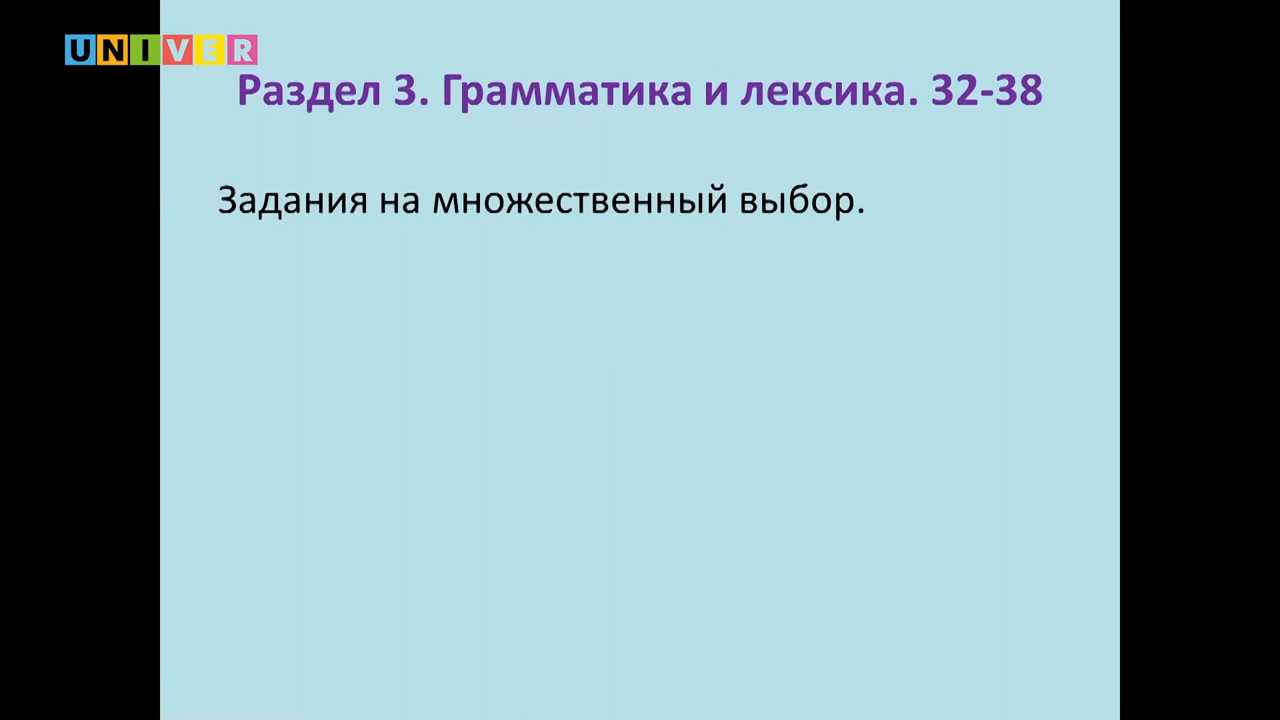 UNIVER
Раздел 3. Грамматика и лексика. 32-38
Задания на множественный выбор.